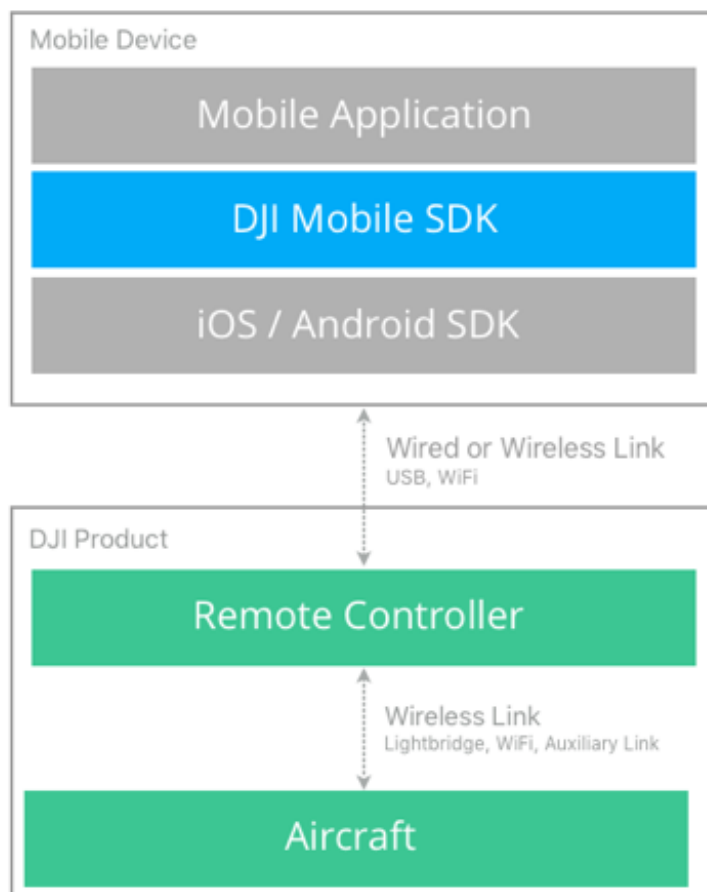 Mobile Device
Mobile Application
DJI Mobile SDK
iOS / Android SDK
Wired or Wireless Link
USB, WiFi
DJI Product
Remote Controller
Wireless Link
Lightbridge, WiFi, Auxiliary Link
Aircraft